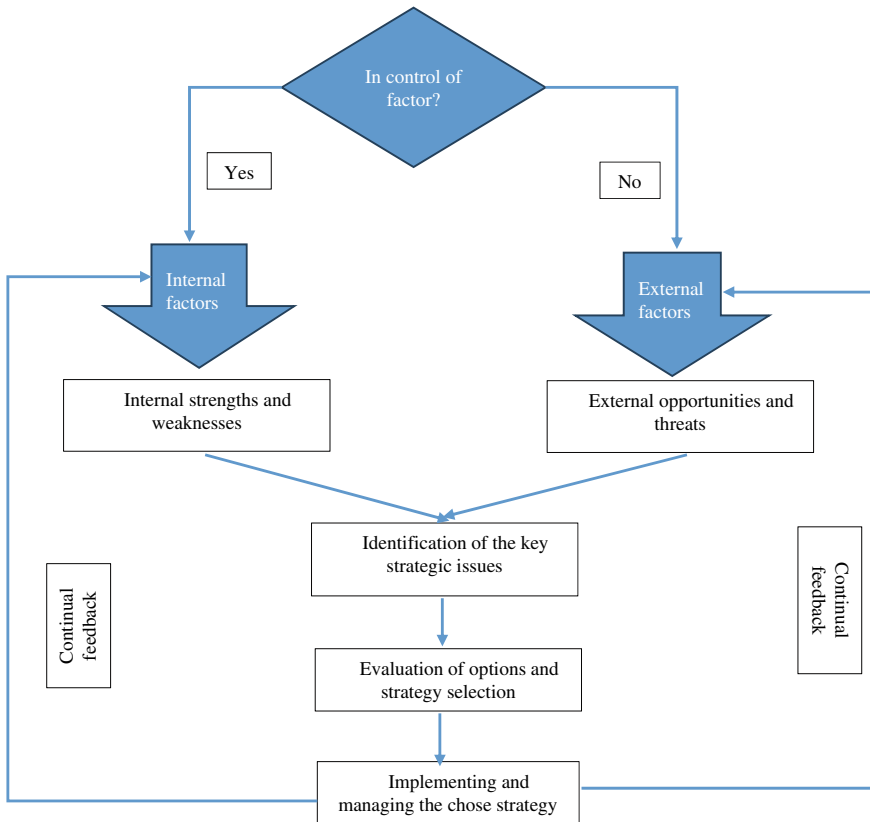 In control of
factor?
Yes
No
Internal
factors
External
factors
Internal strengths and
weaknesses
External opportunities and
threats
Identification of the key
strategic issues
Continual
feedback
Continual
feedback
Evaluation of options and
strategy selection
Implementing and
managing the chose strategy